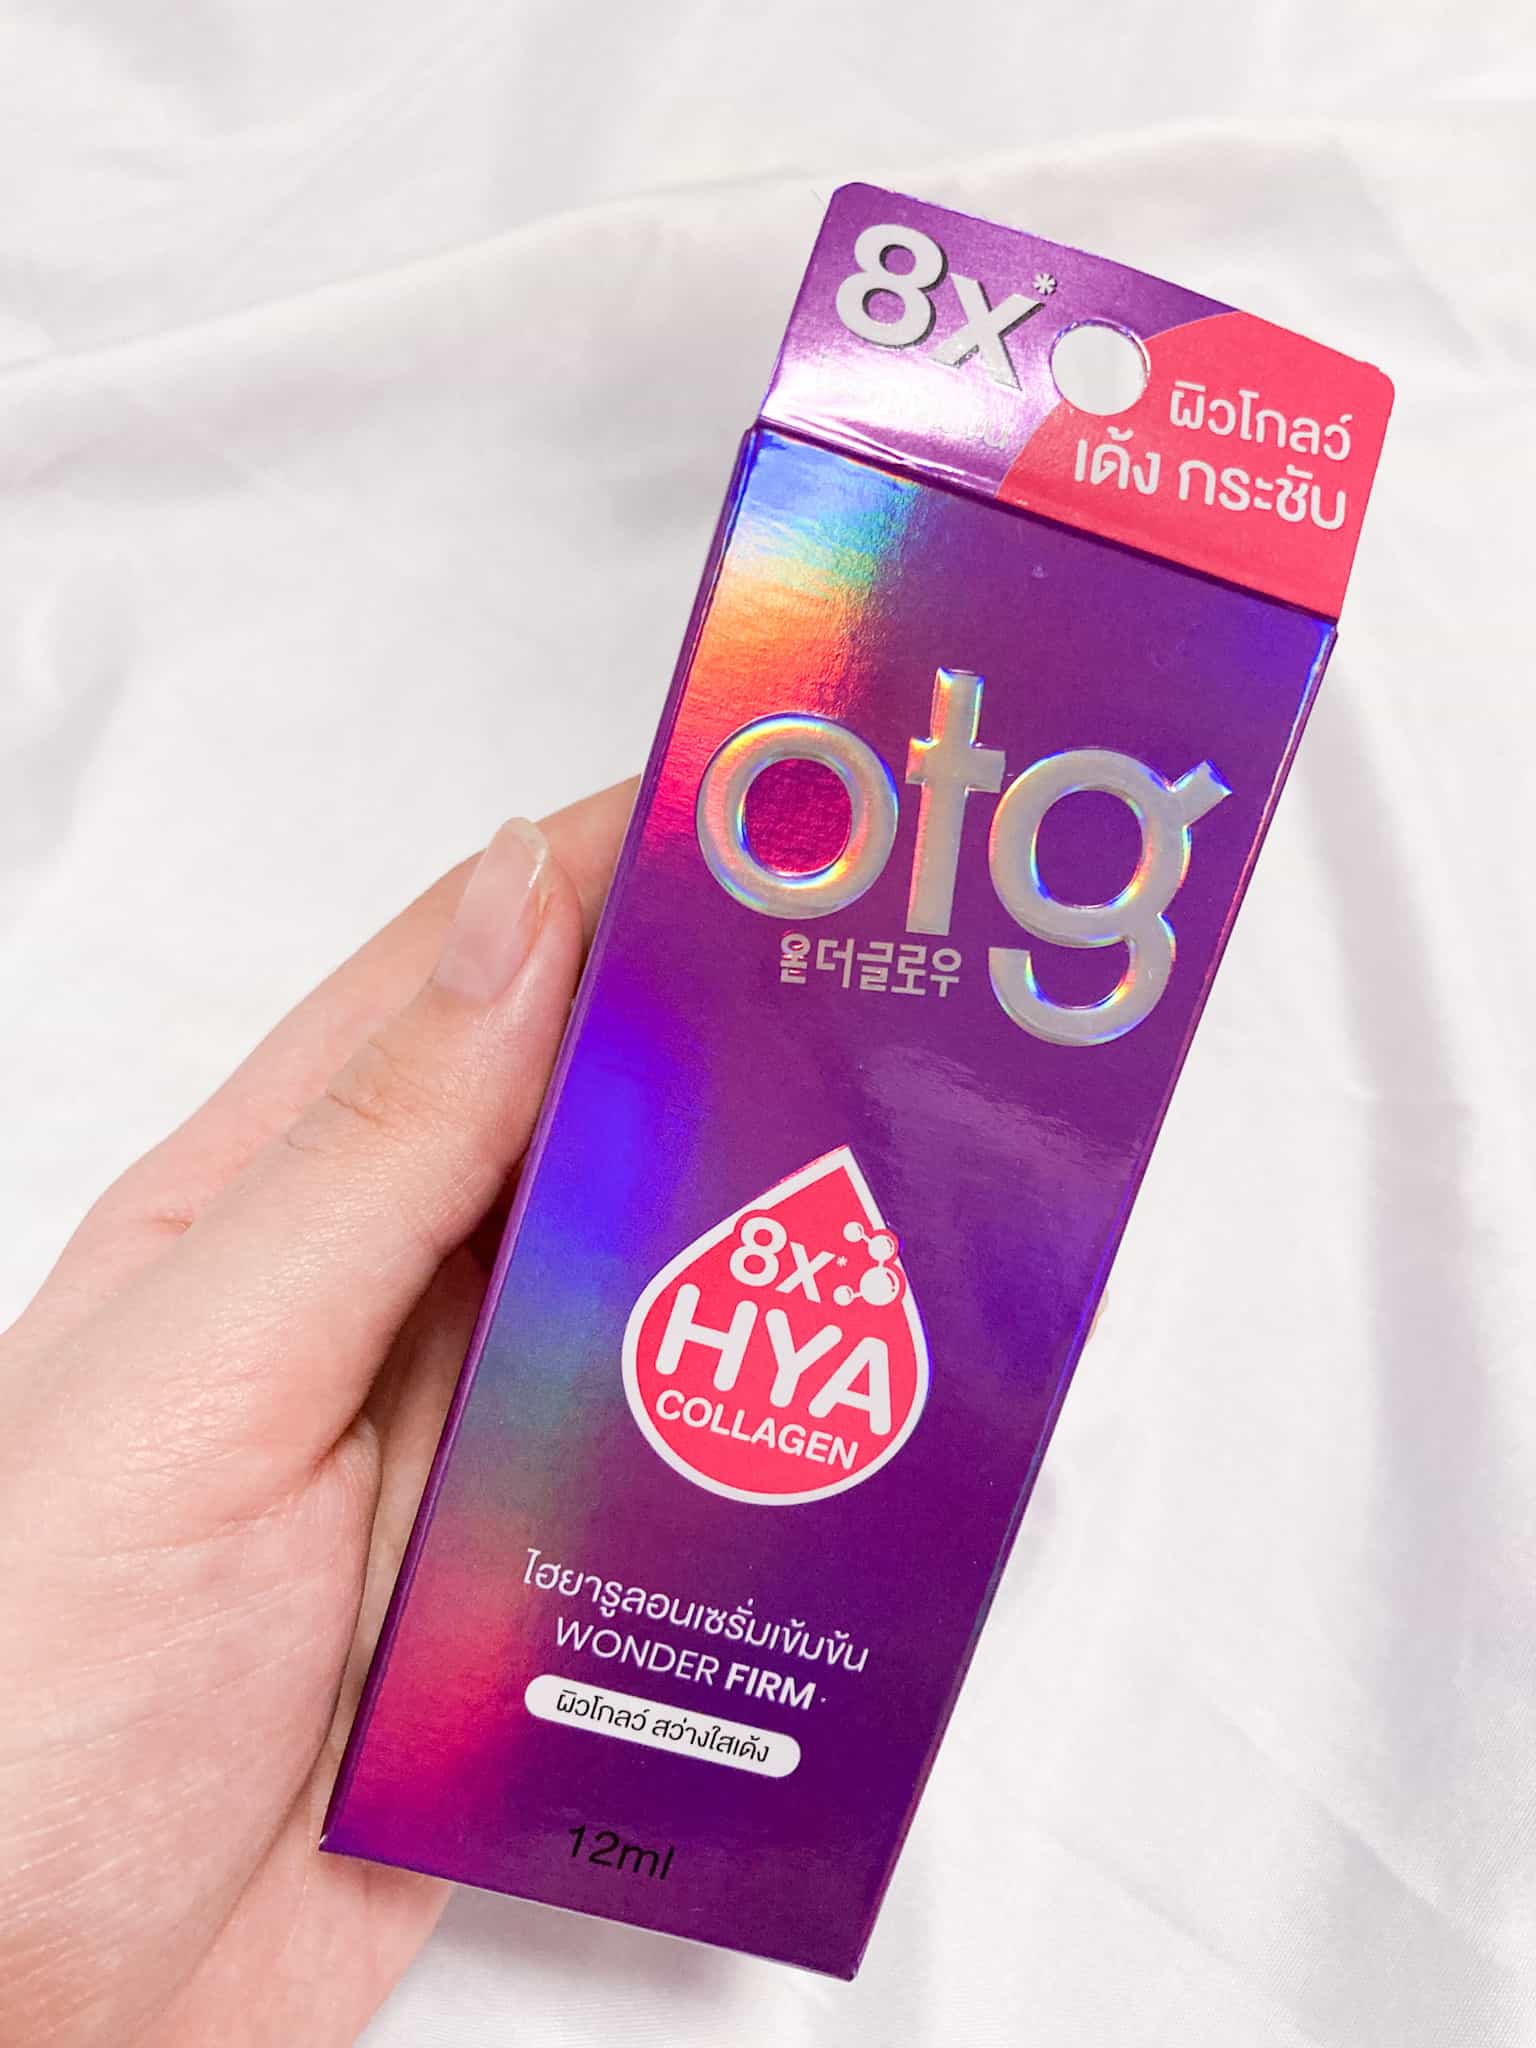 8x*
ผิวโกลว์
เด้ง กระชับ
otg
올더글로우
8x*
HYA
COLLAGEN
ไฮยารูลอนเซรั่มเข้มข้น
WONDER FIRM
ผิวโกลว์ สว่างใสเด้ง
12ml